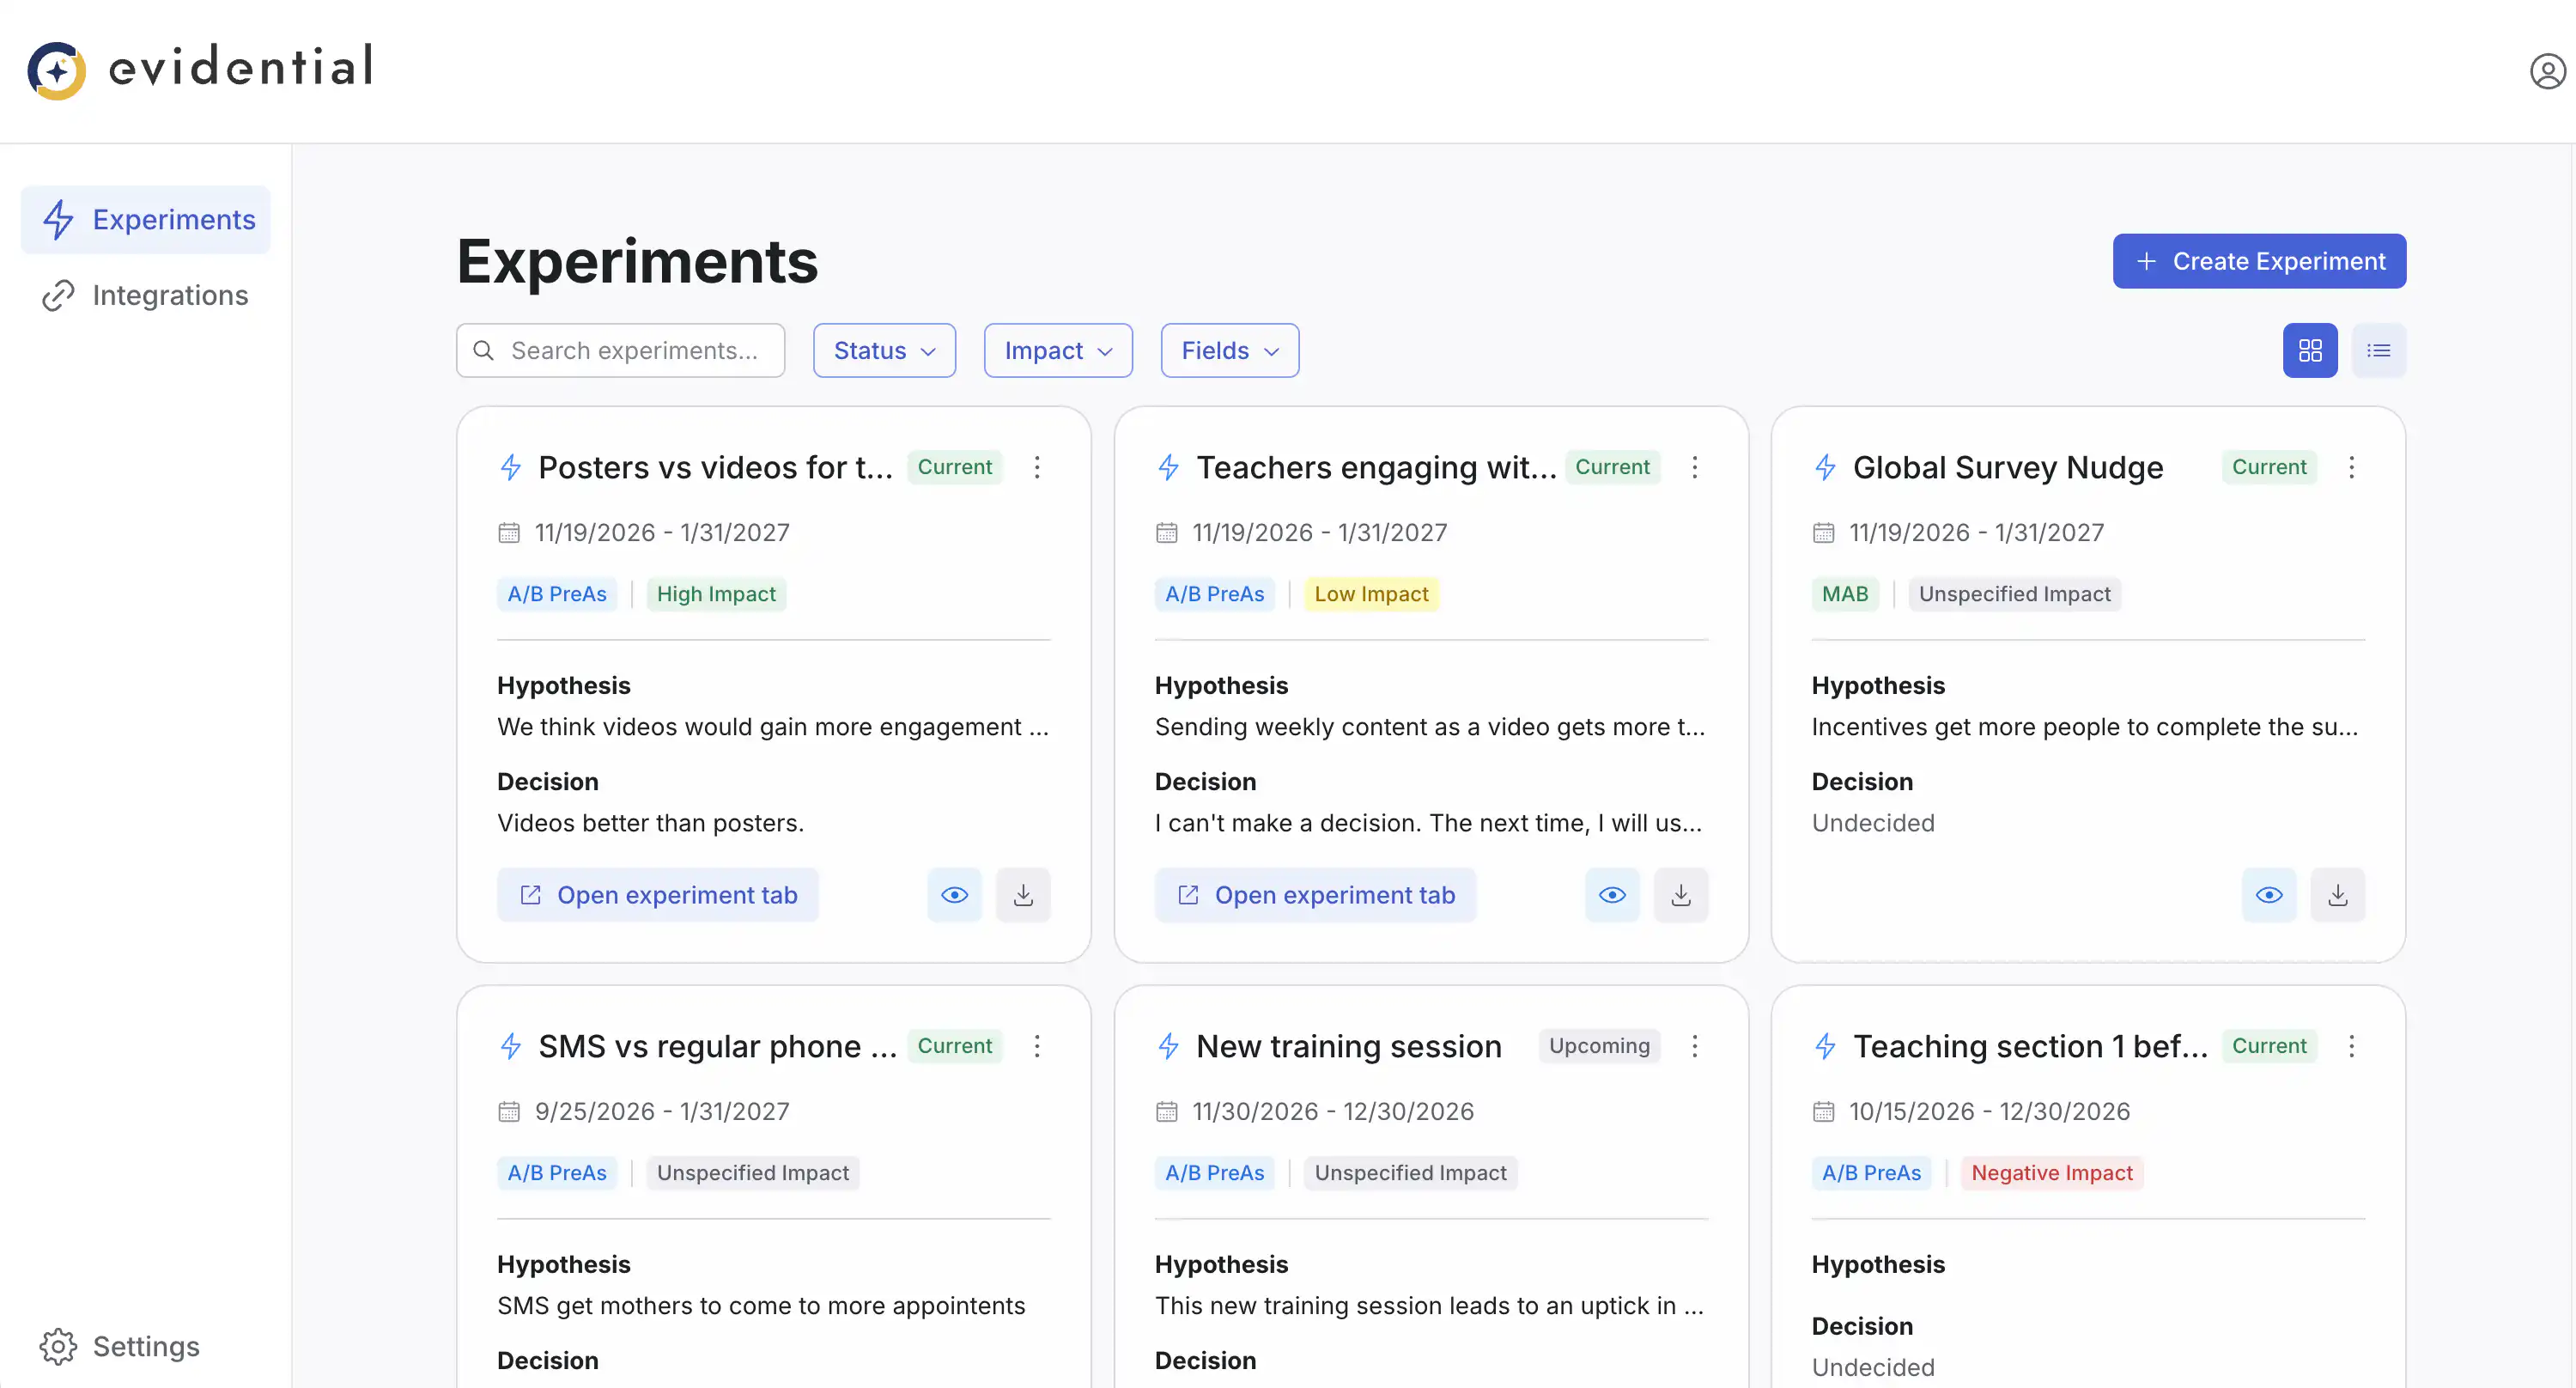 evidential
Experiments
Integrations
Settings
Experiments
Create Experiment
Search experiments...
Status
Impact
Fields
Posters vs videos for t...
Current
11/19/2026 - 1/31/2027
A/B PreAs
High Impact
Hypothesis
We think videos would gain more engagement ...
Decision
Videos better than posters.
Open experiment tab
Teachers engaging wit...
Current
11/19/2026 - 1/31/2027
A/B PreAs
Low Impact
Hypothesis
Sending weekly content as a video gets more t...
Decision
I can't make a decision. The next time, I will us...
Open experiment tab
Global Survey Nudge
Current
11/19/2026 - 1/31/2027
MAB
Unspecified Impact
Hypothesis
Incentives get more people to complete the su...
Decision
Undecided
SMS vs regular phone ...
Current
9/25/2026 - 1/31/2027
A/B PreAs
Unspecified Impact
Hypothesis
SMS get mothers to come to more appointents
Decision
New training session
Upcoming
11/30/2026 - 12/30/2026
A/B PreAs
Unspecified Impact
Hypothesis
This new training session leads to an uptick in ...
Decision
Teaching section 1 bef...
Current
10/15/2026 - 12/30/2026
A/B PreAs
Negative Impact
Hypothesis
Decision
Undecided